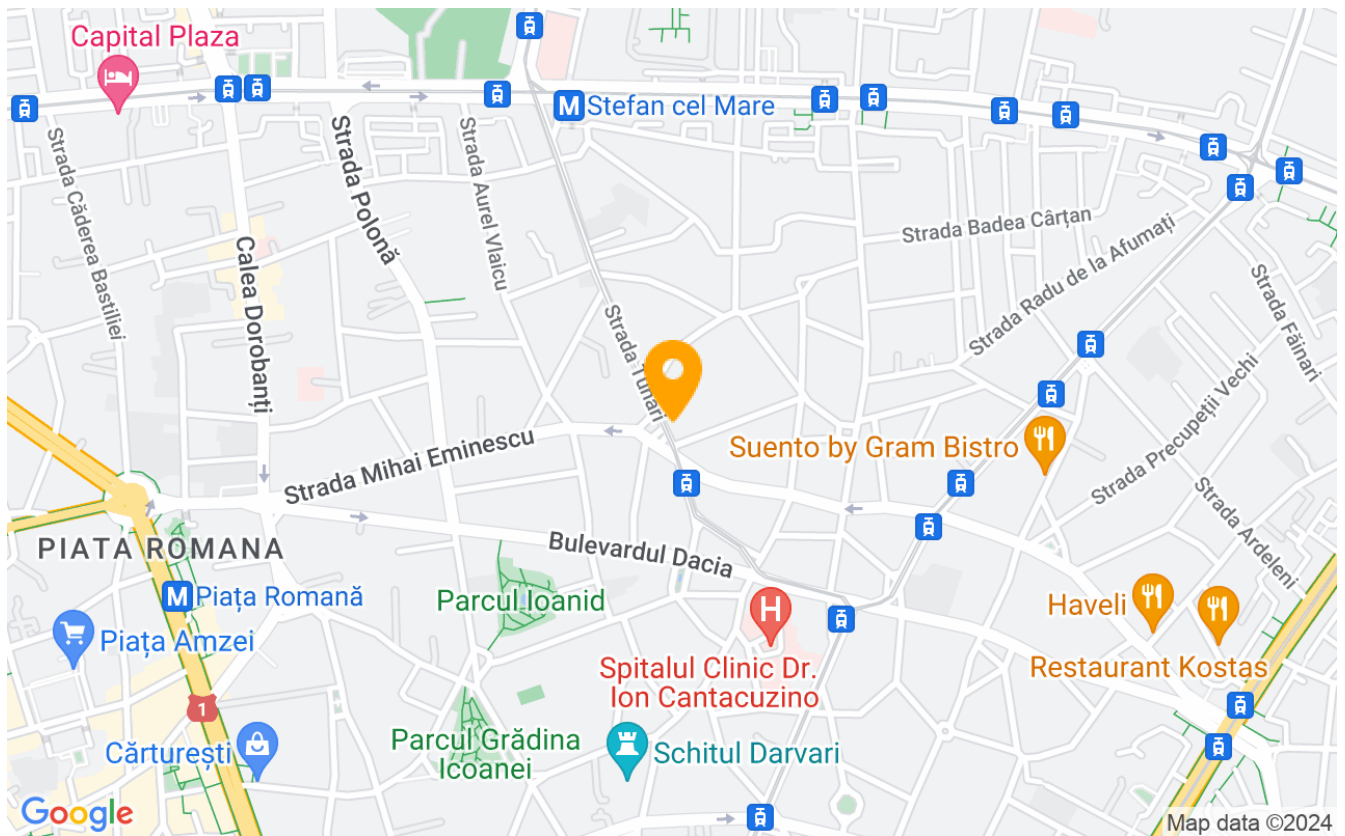 Capital Plaza
M Stefan cel Mare
Strada Căderea Bastiliei
Strada Polonă
Strada Aurel Vlaicu
Calea Dorobanți
Strada Badea Cârțan
Strada Radu de la Afumați
Strada Făinari
Strada Tunari
Strada Mihai Eminescu
Suento by Gram Bistro
Strada Precupeții Vechi
Strada Ardeleni
PIATA ROMANA
Bulevardul Dacia
M Piața Romană
Parcul Ioanid
H
Haveli
Piața Amzei
Spitalul Clinic Dr.
Ion Cantacuzino
Restaurant Kostas
1
Cărturești
Parcul Grădina
Icoanei
Schitul Darvari
Google
Map data ©2024